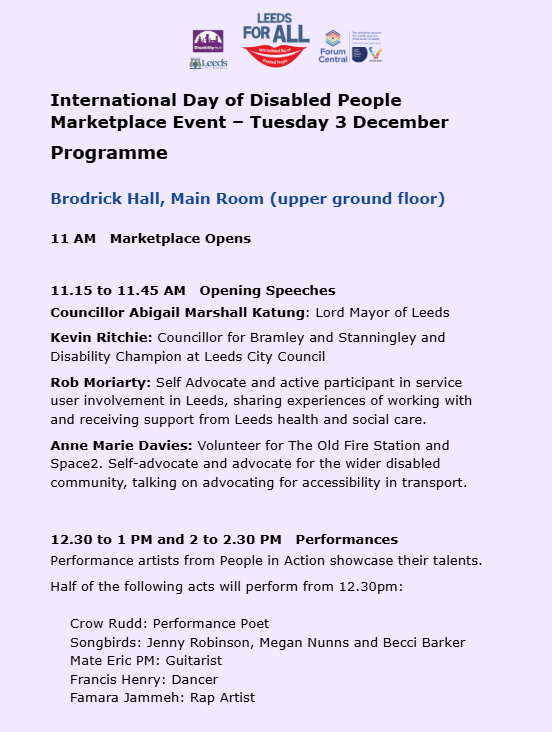 DisabilityHub
Leeds
CITY COUNCIL
LEEDS
FOR ALL
International Day of
Disabled People
Forum
Central
International Day of Disabled People
Marketplace Event – Tuesday 3 December
Programme
Brodrick Hall, Main Room (upper ground floor)
11 AM   Marketplace Opens
11.15 to 11.45 AM   Opening Speeches
Councillor Abigail Marshall Katung: Lord Mayor of Leeds
Kevin Ritchie: Councillor for Bramley and Stanningley and
Disability Champion at Leeds City Council
Rob Moriarty: Self Advocate and active participant in service
user involvement in Leeds, sharing experiences of working with
and receiving support from Leeds health and social care.
Anne Marie Davies: Volunteer for The Old Fire Station and
Space2. Self-advocate and advocate for the wider disabled
community, talking on advocating for accessibility in transport.
12.30 to 1 PM and 2 to 2.30 PM   Performances
Performance artists from People in Action showcase their talents.
Half of the following acts will perform from 12.30pm:
Crow Rudd: Performance Poet
Songbirds: Jenny Robinson, Megan Nunns and Becci Barker
Mate Eric PM: Guitarist
Francis Henry: Dancer
Famara Jammeh: Rap Artist